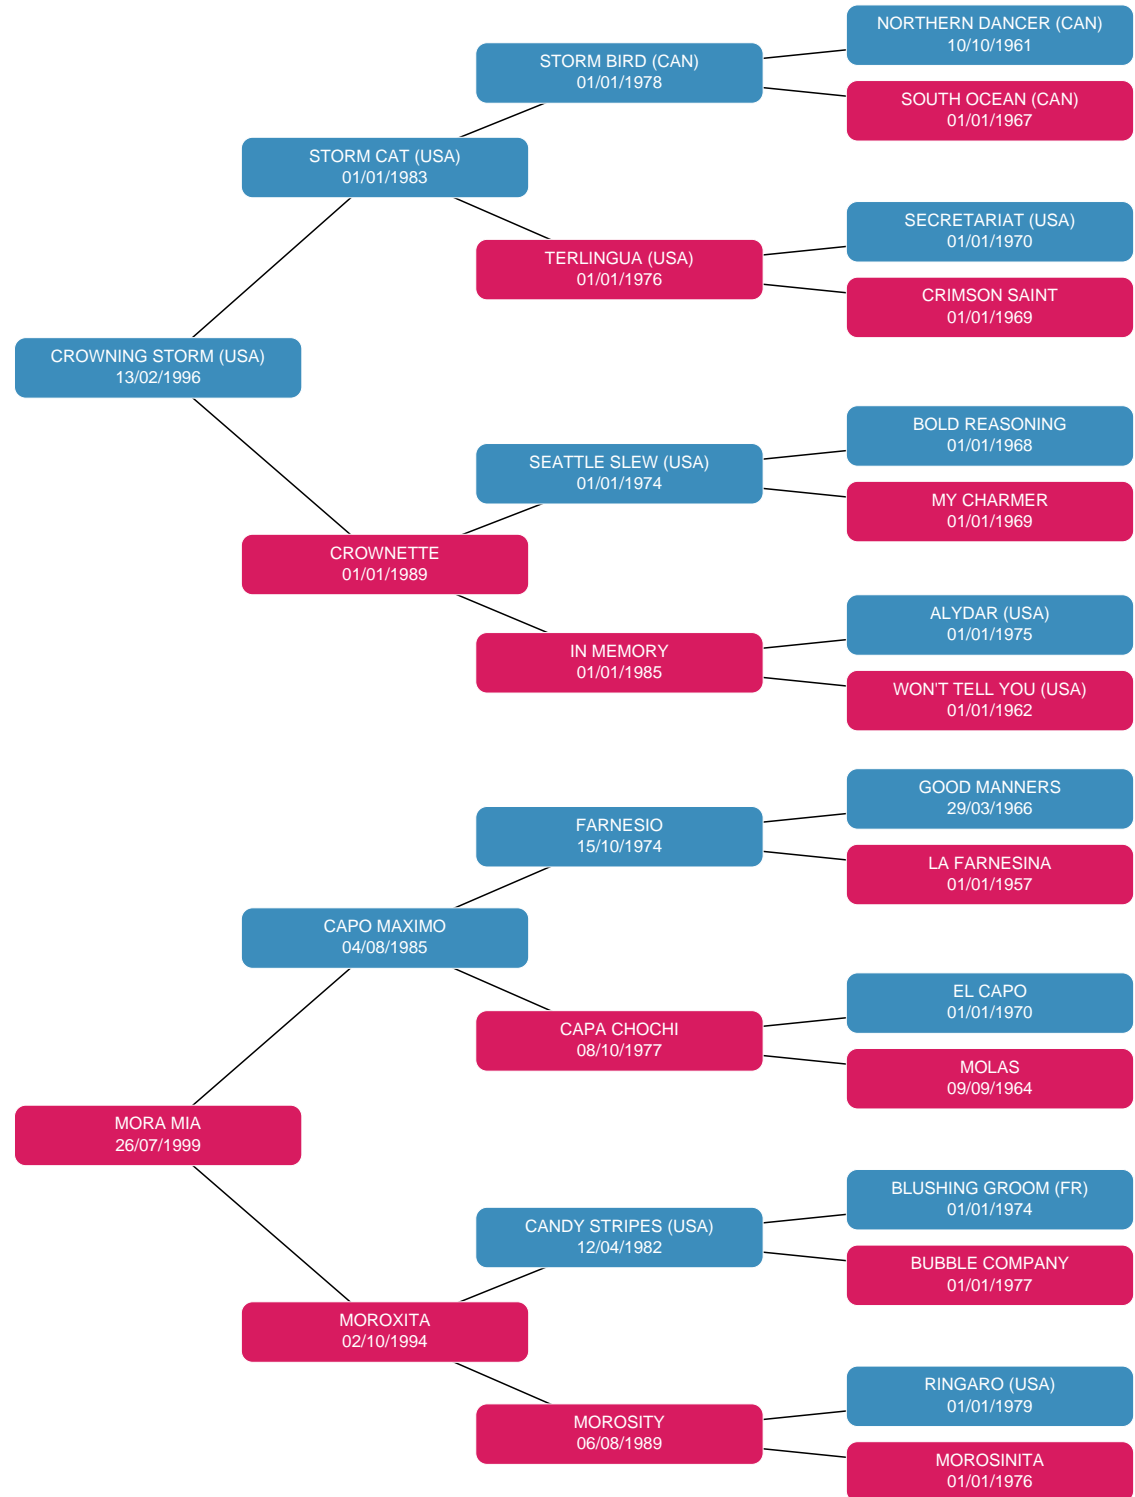 NORTHERN DANCER (CAN)
10/10/1961
STORM BIRD (CAN)
01/01/1978
SOUTH OCEAN (CAN)
01/01/1967
STORM CAT (USA)
01/01/1983
SECRETARIAT (USA)
01/01/1970
TERLINGUA (USA)
01/01/1976
CRIMSON SAINT
01/01/1969
CROWNING STORM (USA)
13/02/1996
BOLD REASONING
01/01/1968
SEATTLE SLEW (USA)
01/01/1974
MY CHARMER
01/01/1969
CROWNETTE
01/01/1989
ALYDAR (USA)
01/01/1975
IN MEMORY
01/01/1985
WON'T TELL YOU (USA)
01/01/1962
GOOD MANNERS
29/03/1966
FARNESIO
15/10/1974
LA FARNESINA
01/01/1957
CAPO MAXIMO
04/08/1985
EL CAPO
01/01/1970
CAPA CHOCHI
08/10/1977
MOLAS
09/09/1964
MORA MIA
26/07/1999
BLUSHING GROOM (FR)
01/01/1974
CANDY STRIPES (USA)
12/04/1982
BUBBLE COMPANY
01/01/1977
MOROXITA
02/10/1994
RINGARO (USA)
01/01/1979
MOROSITY
06/08/1989
MOROSINITA
01/01/1976